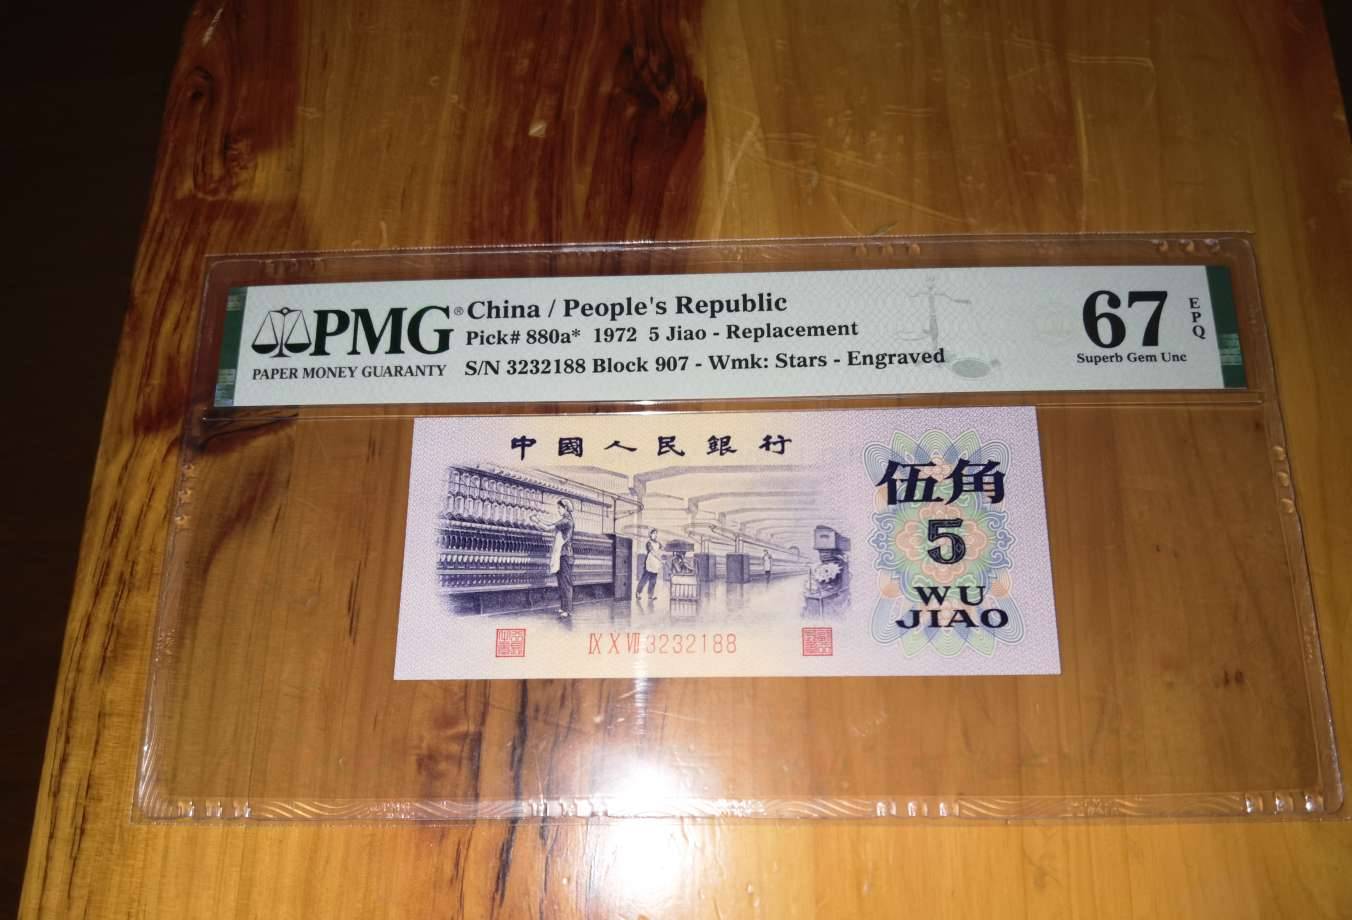 PMG®
PAPER MONEY GUARANTY
China / People's Republic
Pick# 880a* 1972 5 Jiao - Replacement
S/N 3232188 Block 907 - Wmk: Stars - Engraved
67
EPQ
Superb Gem Unc
中國人民銀行
伍角
5
WU
JIAO
IX X VII 3232188